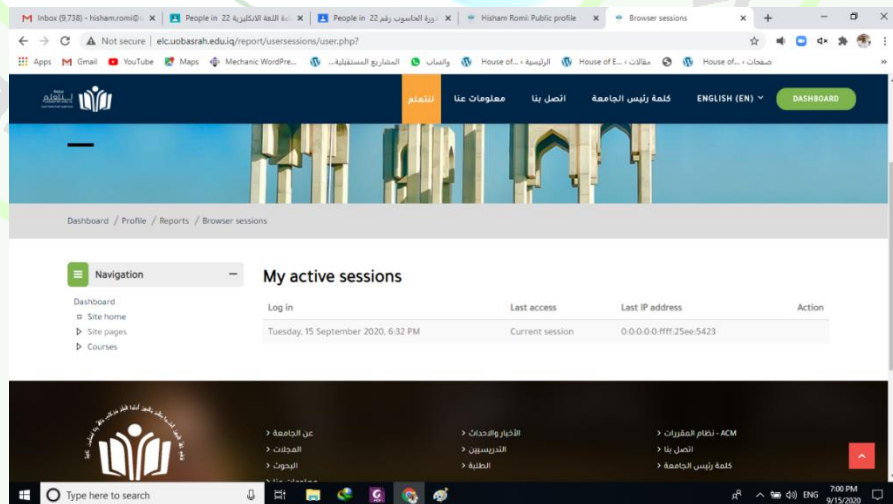 Inbox (9,738) - hisham.romi@
People in 22 دة اللغة الانكليزية
People in 22 دورة الحاسوب رقم
Hisham Romi: Public profile
Browser sessions
Not secure | elc.uobasrah.edu.iq/report/usersessions/user.php?
Apps
Gmail
YouTube
Maps
Mechanic WordPre...
المشاريع المستقبلية...
واتساب
الرئيسية ‹ House of...
مقالات ‹ House of E...
صفحات ‹ House of...
»
للتعلم
معلومات عنا
اتصل بنا
كلمة رئيس الجامعة
ENGLISH (EN)
DASHBOARD
Dashboard / Profile / Reports / Browser sessions
Navigation
Dashboard
Site home
Site pages
Courses
My active sessions
Log in Last access Last IP address Action
Tuesday, 15 September 2020, 6:32 PM Current session 0:0:0:0:0:ffff:25ee:5423
عن الجامعة
المجلات
البحوث
الأخبار والاحداث
التدريسيين
الطلبة
ACM - نظام المقررات
اتصل بنا
كلمة رئيس الجامعة
Type here to search
ENG
7:00 PM
9/15/2020